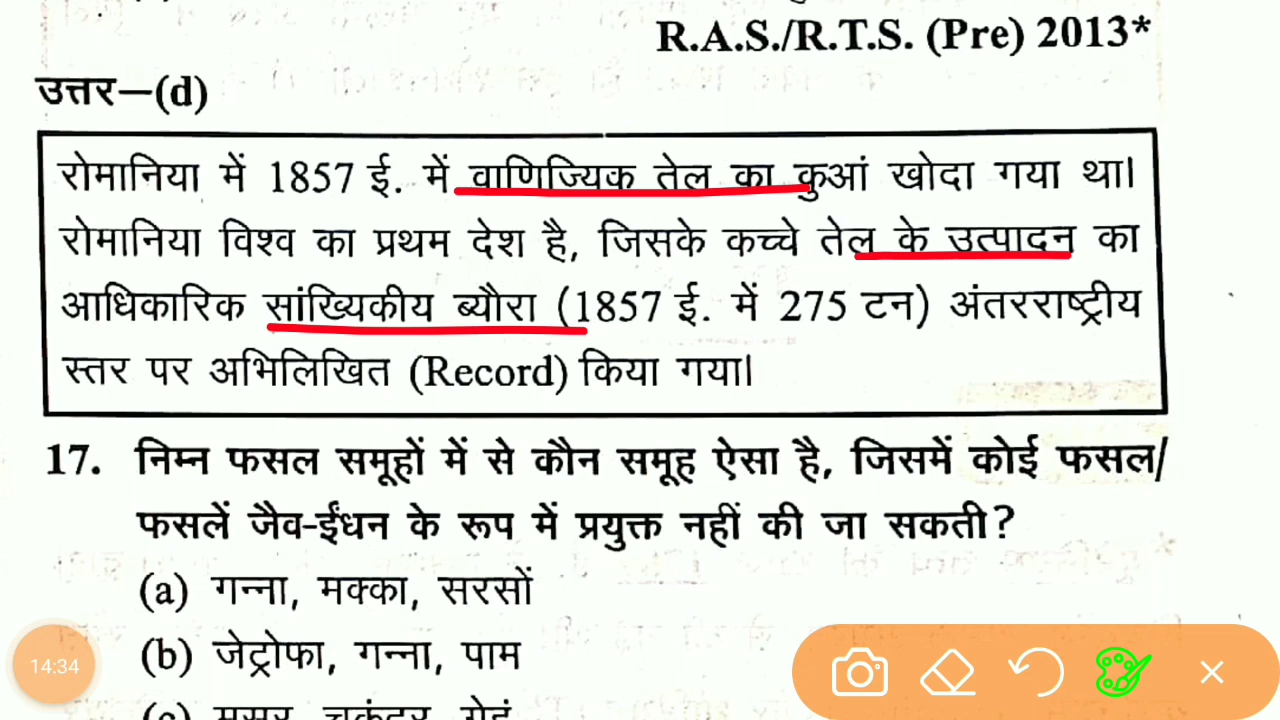 R.A.S./R.T.S. (Pre) 2013*
उत्तर–(d)
रोमानिया में 1857 ई. में वाणिज्यिक तेल का कुआं खोदा गया था।
रोमानिया विश्व का प्रथम देश है, जिसके कच्चे तेल के उत्पादन का
आधिकारिक सांख्यिकीय ब्यौरा (1857 ई. में 275 टन) अंतरराष्ट्रीय
स्तर पर अभिलिखित (Record) किया गया।
17. निम्न फसल समूहों में से कौन समूह ऐसा है, जिसमें कोई फसल/
फसलें जैव-ईंधन के रूप में प्रयुक्त नहीं की जा सकती?
(a) गन्ना, मक्का, सरसों
(b) जेट्रोफा, गन्ना, पाम
(c) मसूर, चुकंदर, गेहूं
14:34